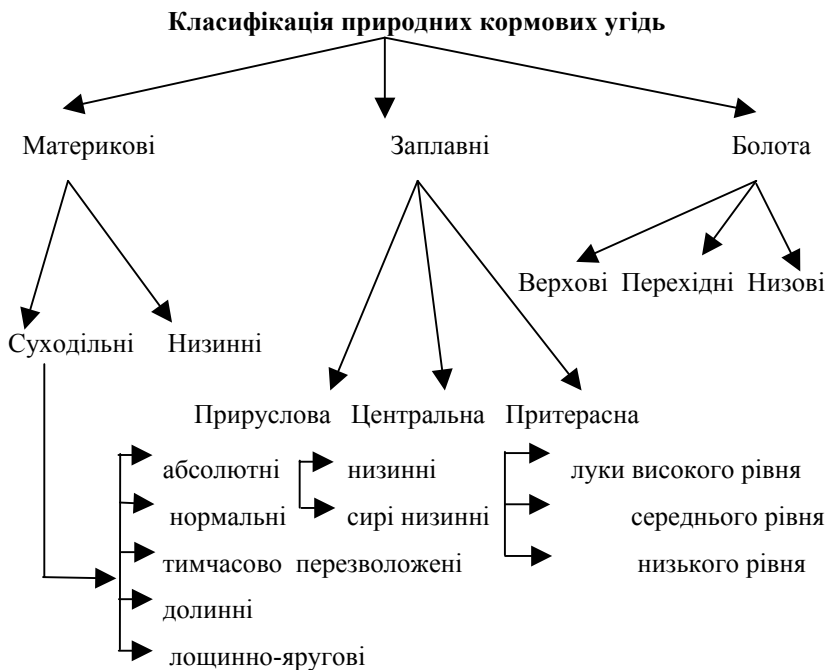 Класифікація природних кормових угідь
Материкові Заплавні Болота
Верхові Перехідні Низові
Суходільні Низинні
Прируслова Центральна Притерасна
абсолютні низинні луки високого рівня
нормальні сирі низинні середнього рівня
тимчасово перезволожені низького рівня
долинні
лощинно-яругові